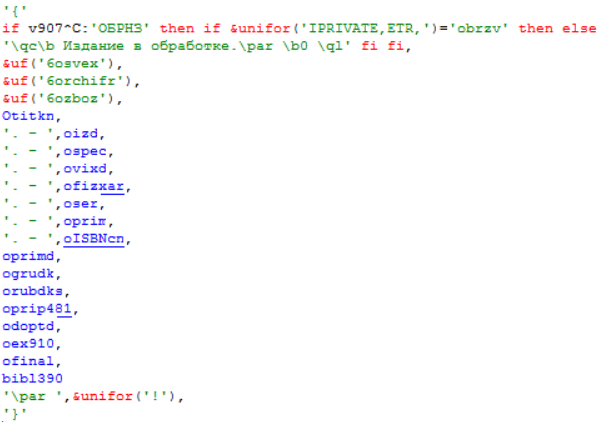 '{'
if v907^C:'ОБРНЗ' then if &unifor('IPRIVATE,ETR,')='obrzv' then else
'\qc\b Издание в обработке.\par \b0 \ql' fi fi,
&uf('6osvex'),
&uf('6orchifr'),
&uf('6ozboz'),
Otitkn,
'. - ',oizd,
'. - ',ospec,
'. - ',ovixd,
'. - ',ofizxar,
'. - ',oser,
'. - ',oprim,
'. - ',oISBNcn,
oprimd,
ogrudk,
orubdks,
oprip481,
odoptd,
oex910,
ofinal,
bibl390
'\par ',&unifor('!'),
'}'